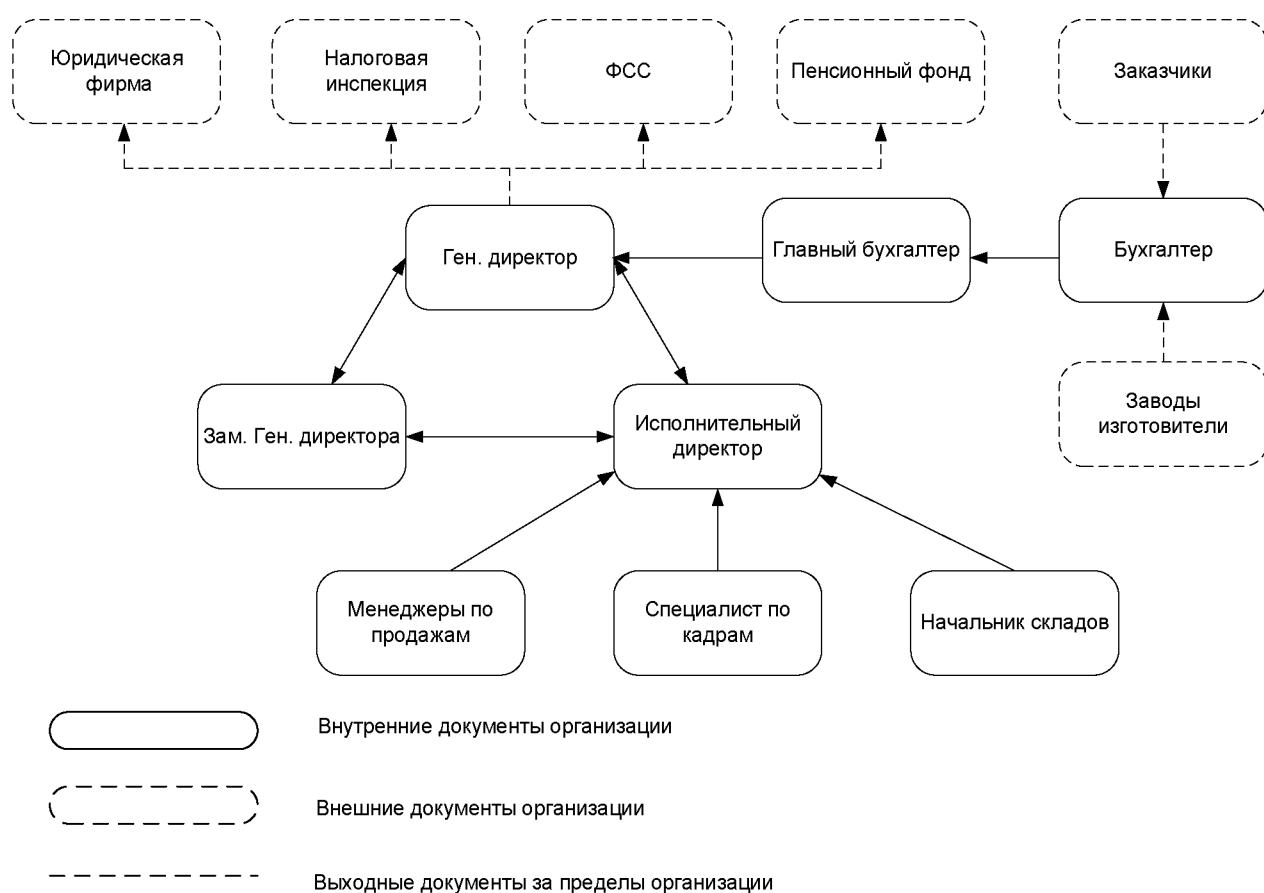 Юридическая
фирма
Налоговая
инспекция
ФСС
Пенсионный фонд
Заказчики
Ген. директор
Главный бухгалтер
Бухгалтер
Зам. Ген. директора
Исполнительный
директор
Заводы
изготовители
Менеджеры по
продажам
Специалист по
кадрам
Начальник складов
Внутренние документы организации
Внешние документы организации
Выходные документы за пределы организации